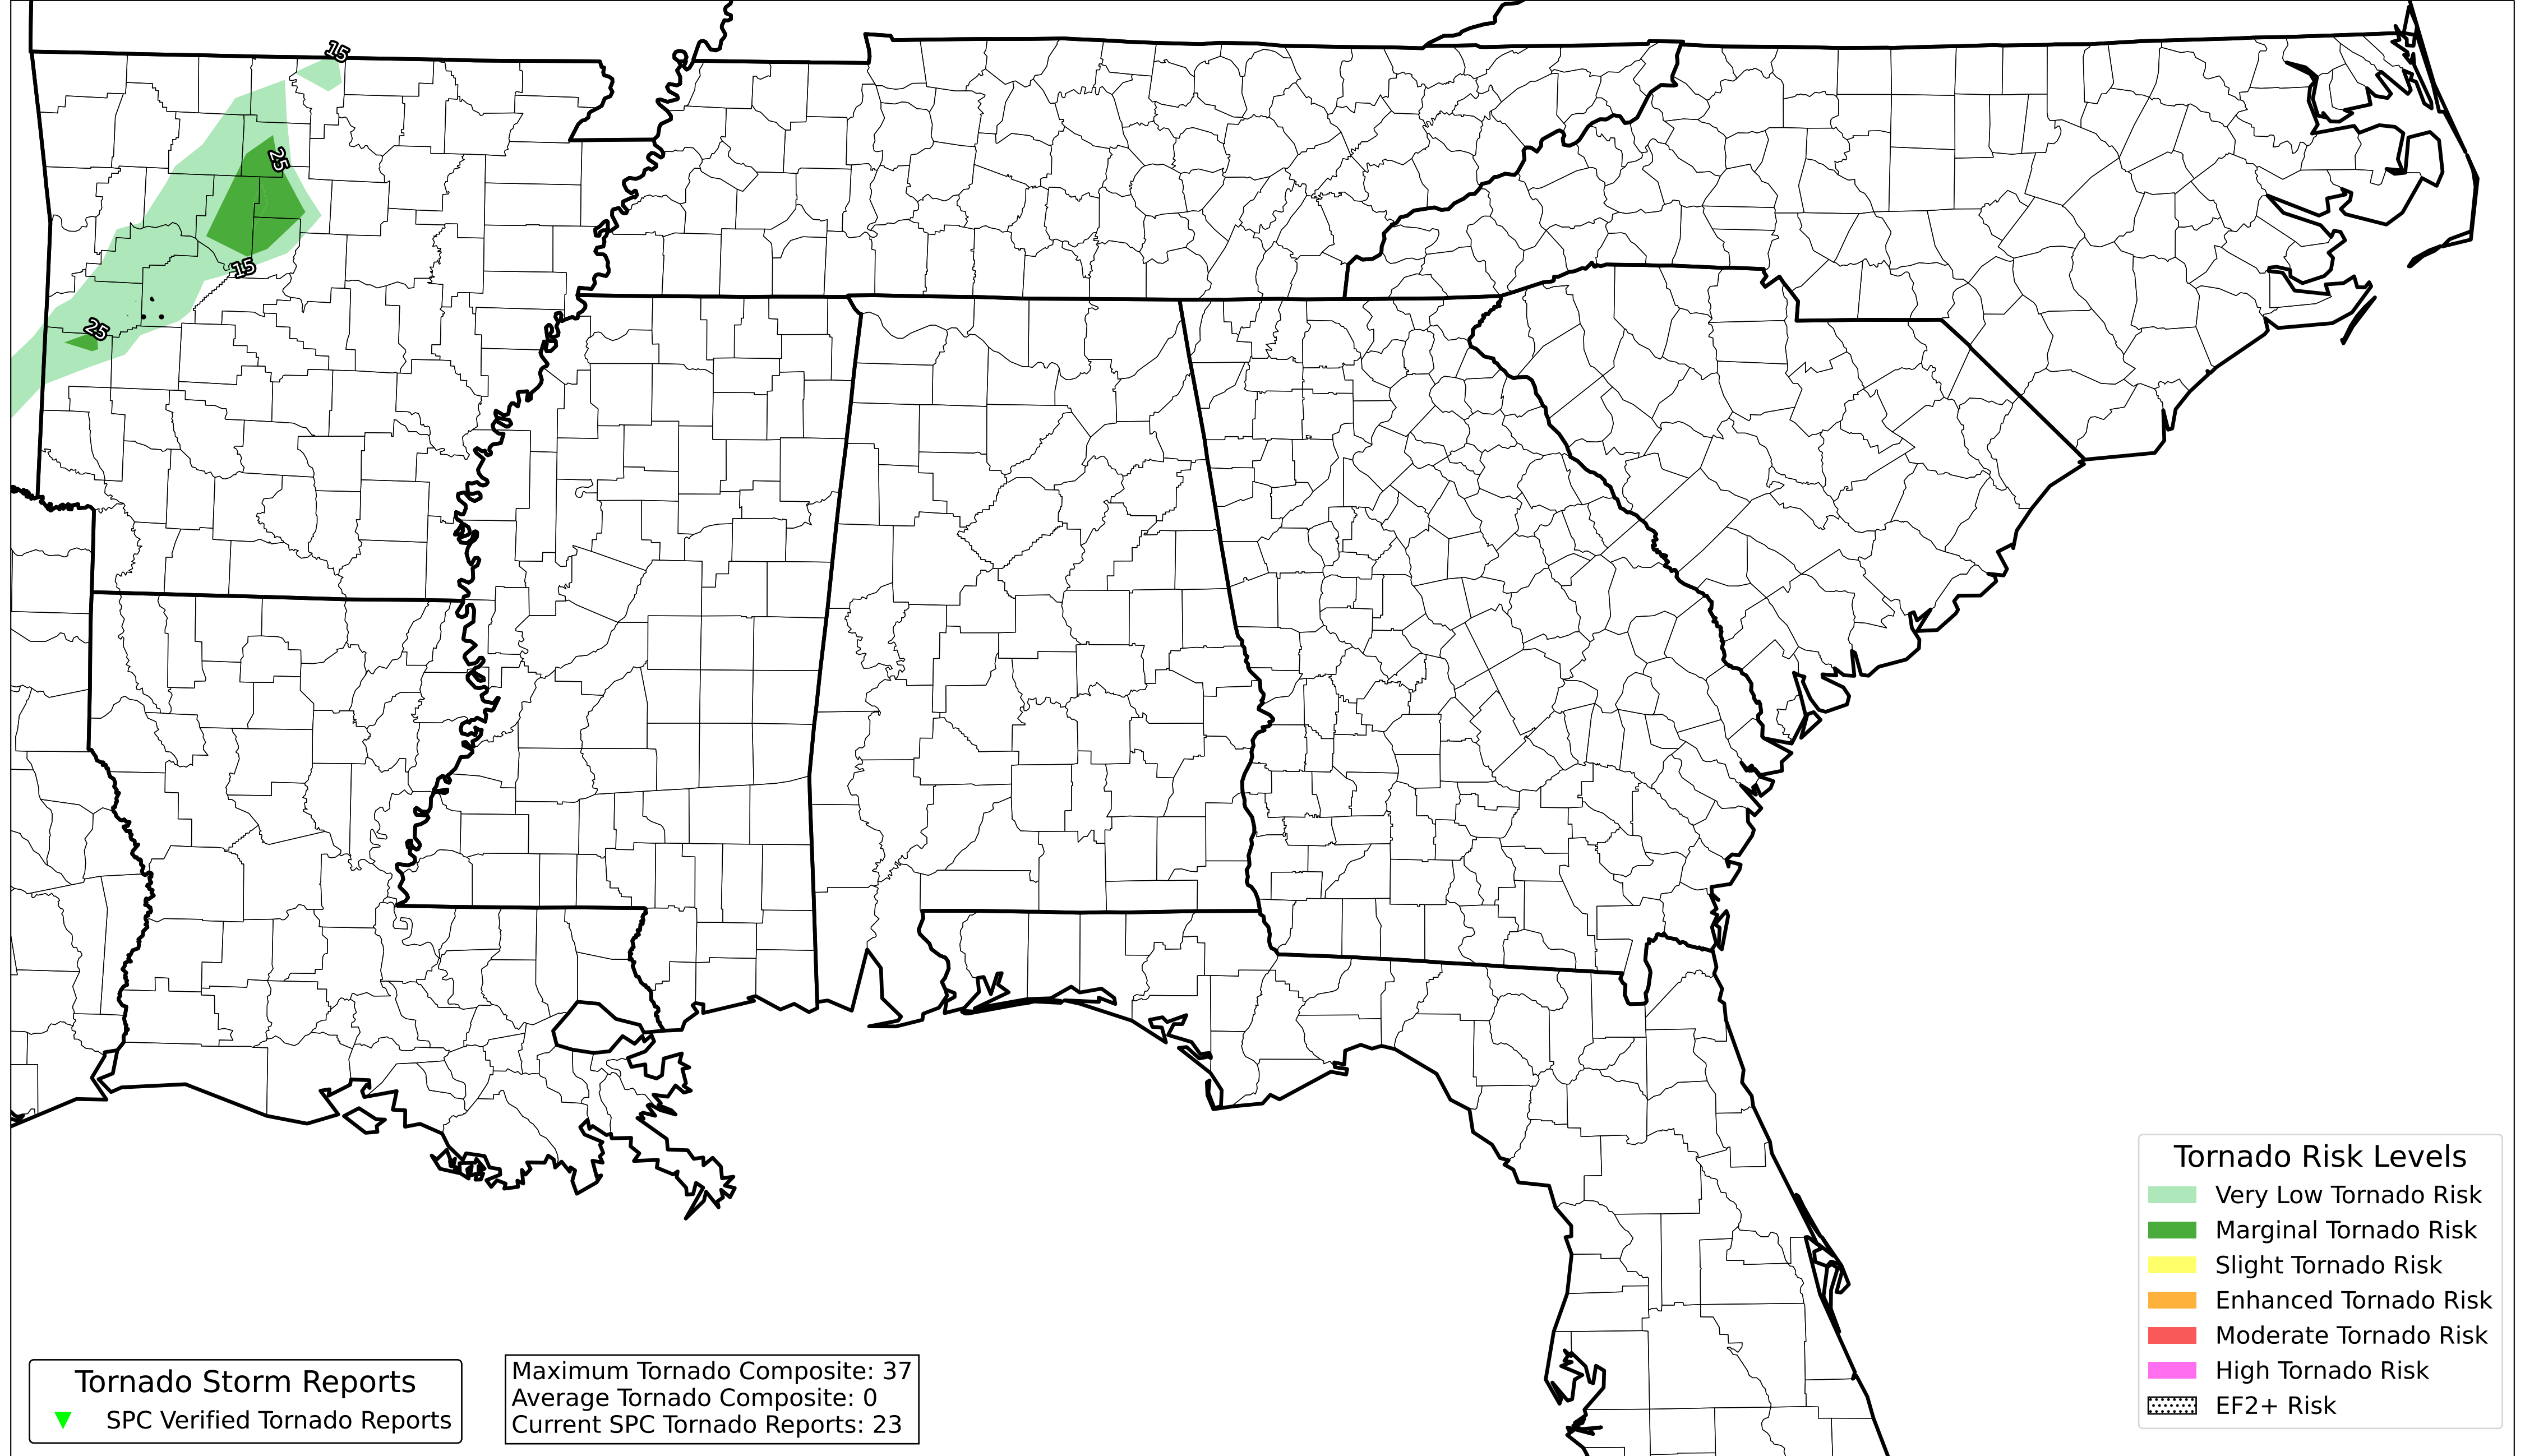 15
25
15
25
Tornado Risk Levels
Very Low Tornado Risk
Marginal Tornado Risk
Slight Tornado Risk
Enhanced Tornado Risk
Moderate Tornado Risk
High Tornado Risk
EF2+ Risk
Tornado Storm Reports
SPC Verified Tornado Reports
Maximum Tornado Composite: 37
Average Tornado Composite: 0
Current SPC Tornado Reports: 23